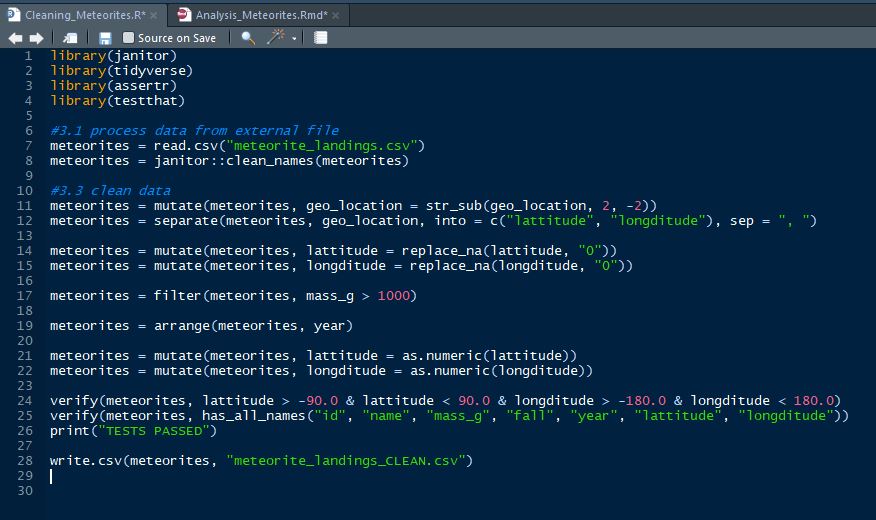 Cleaning_Meteorites.R* Analysis_Meteorites.Rmd*
Source on Save
1 library(janitor)
2 library(tidyverse)
3 library(assertr)
4 library(testthat)
5
6 #3.1 process data from external file
7 meteorites = read.csv("meteorite_landings.csv")
8 meteorites = janitor::clean_names(meteorites)
9
10 #3.3 clean data
11 meteorites = mutate(meteorites, geo_location = str_sub(geo_location, 2, -2))
12 meteorites = separate(meteorites, geo_location, into = c("lattitude", "longditude"), sep = ", ")
13
14 meteorites = mutate(meteorites, lattitude = replace_na(lattitude, "0"))
15 meteorites = mutate(meteorites, longditude = replace_na(longditude, "0"))
16
17 meteorites = filter(meteorites, mass_g > 1000)
18
19 meteorites = arrange(meteorites, year)
20
21 meteorites = mutate(meteorites, lattitude = as.numeric(lattitude))
22 meteorites = mutate(meteorites, longditude = as.numeric(longditude))
23
24 verify(meteorites, lattitude > -90.0 & lattitude < 90.0 & longditude > -180.0 & longditude < 180.0)
25 verify(meteorites, has_all_names("id", "name", "mass_g", "fall", "year", "lattitude", "longditude"))
26 print("TESTS PASSED")
27
28 write.csv(meteorites, "meteorite_landings_CLEAN.csv")
29
30